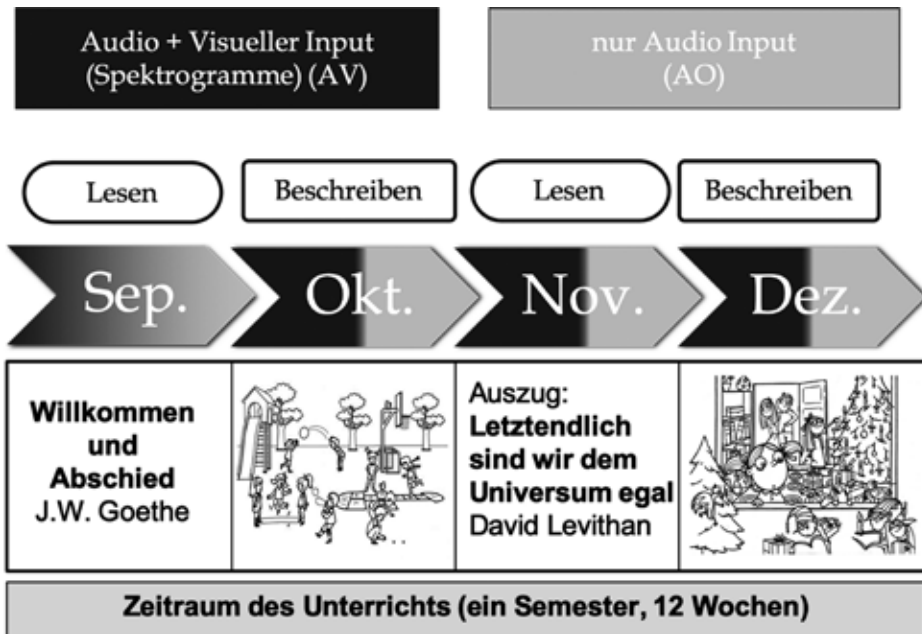 Audio + Visueller Input
(Spektrogramme) (AV)
nur Audio Input
(AO)
Lesen
Beschreiben
Lesen
Beschreiben
Sep.
Okt.
Nov.
Dez.
Willkommen
und
Abschied
J.W. Goethe
Auszug:
Letztendlich
sind wir dem
Universum egal
David Levithan
Zeitraum des Unterrichts (ein Semester, 12 Wochen)